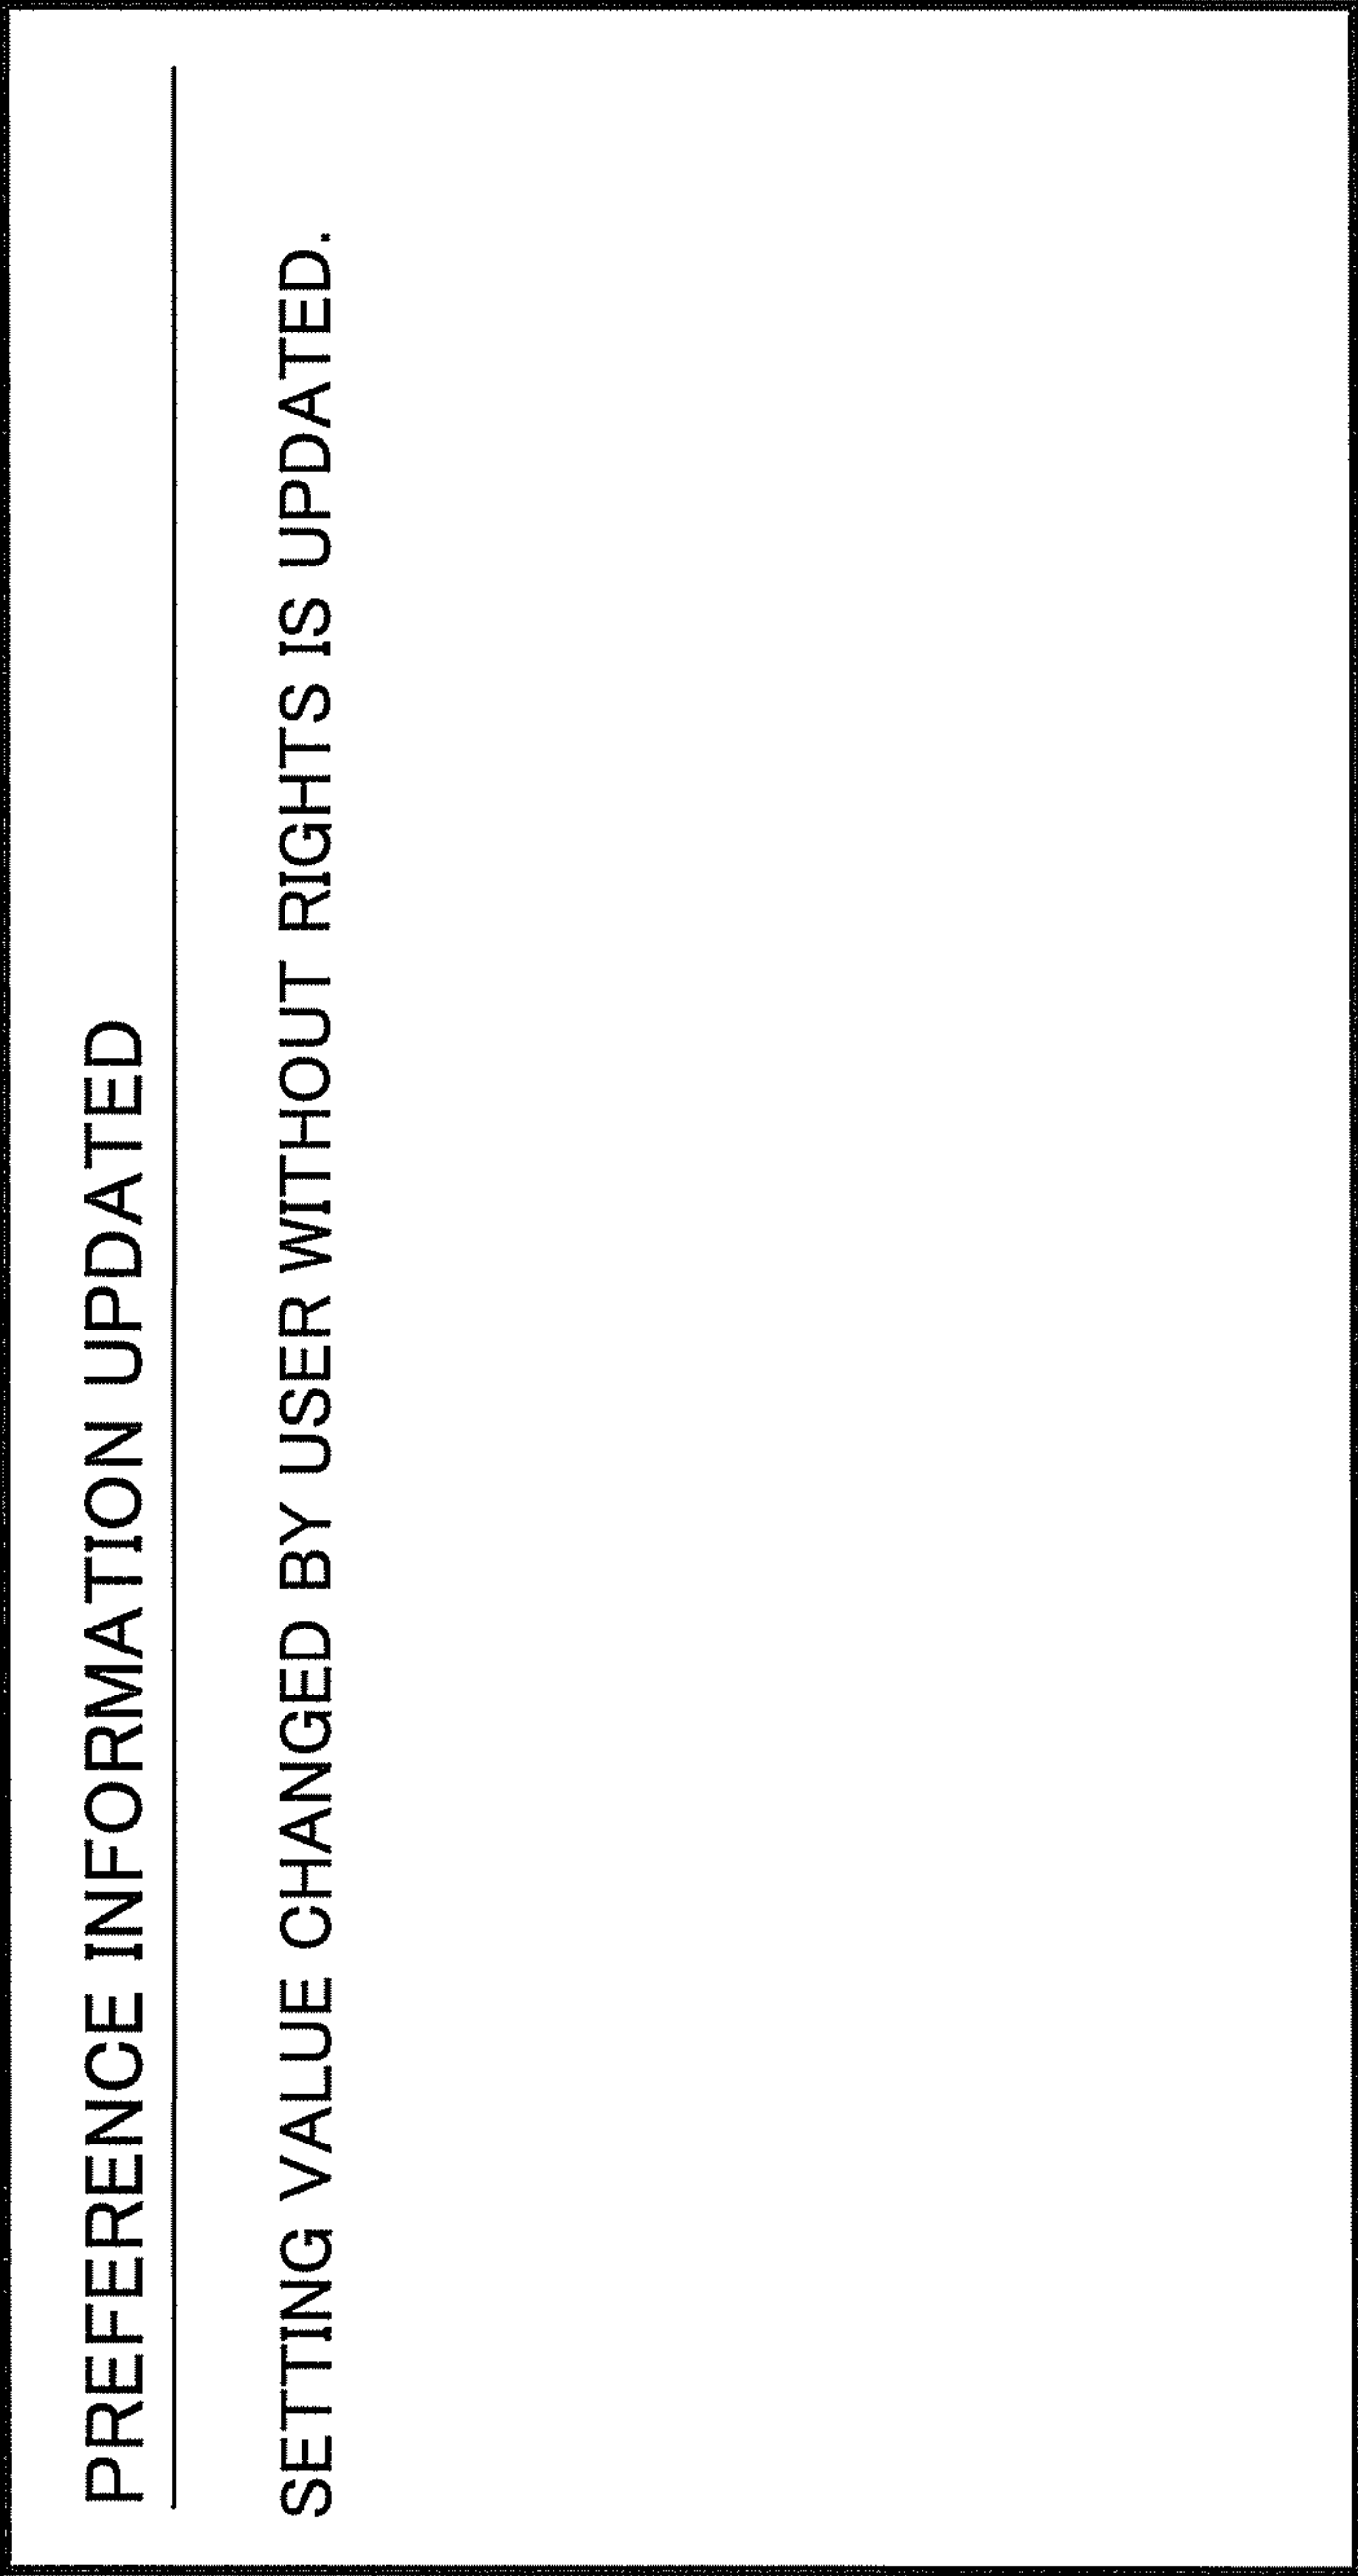 PREFERENCE INFORMATION UPDATED
SETTING VALUE CHANGED BY USER WITHOUT RIGHTS IS UPDATED.